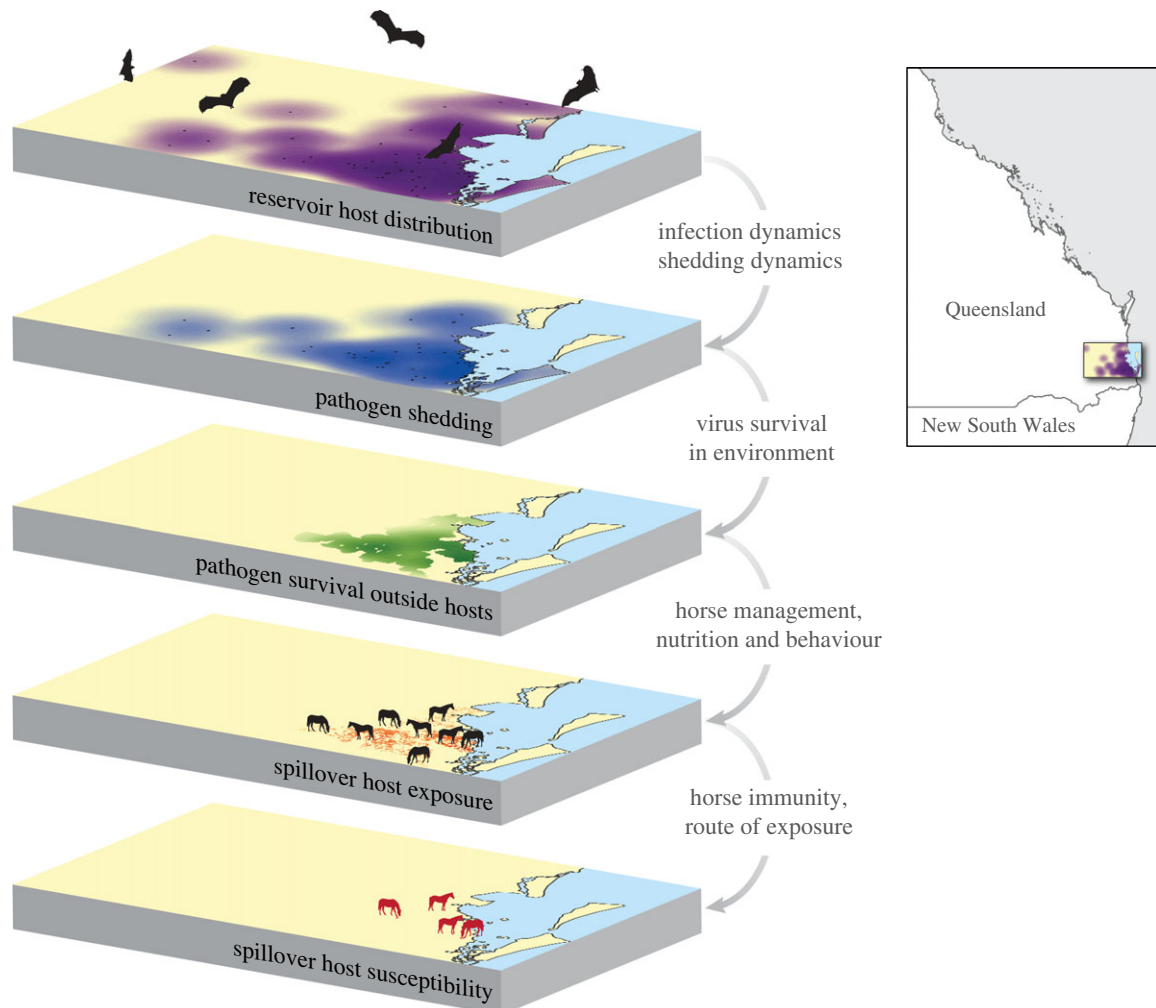 reservoir host distribution
infection dynamics
shedding dynamics
pathogen shedding
virus survival
in environment
pathogen survival outside hosts
horse management,
nutrition and behaviour
spillover host exposure
horse immunity,
route of exposure
spillover host susceptibility
Queensland
New South Wales